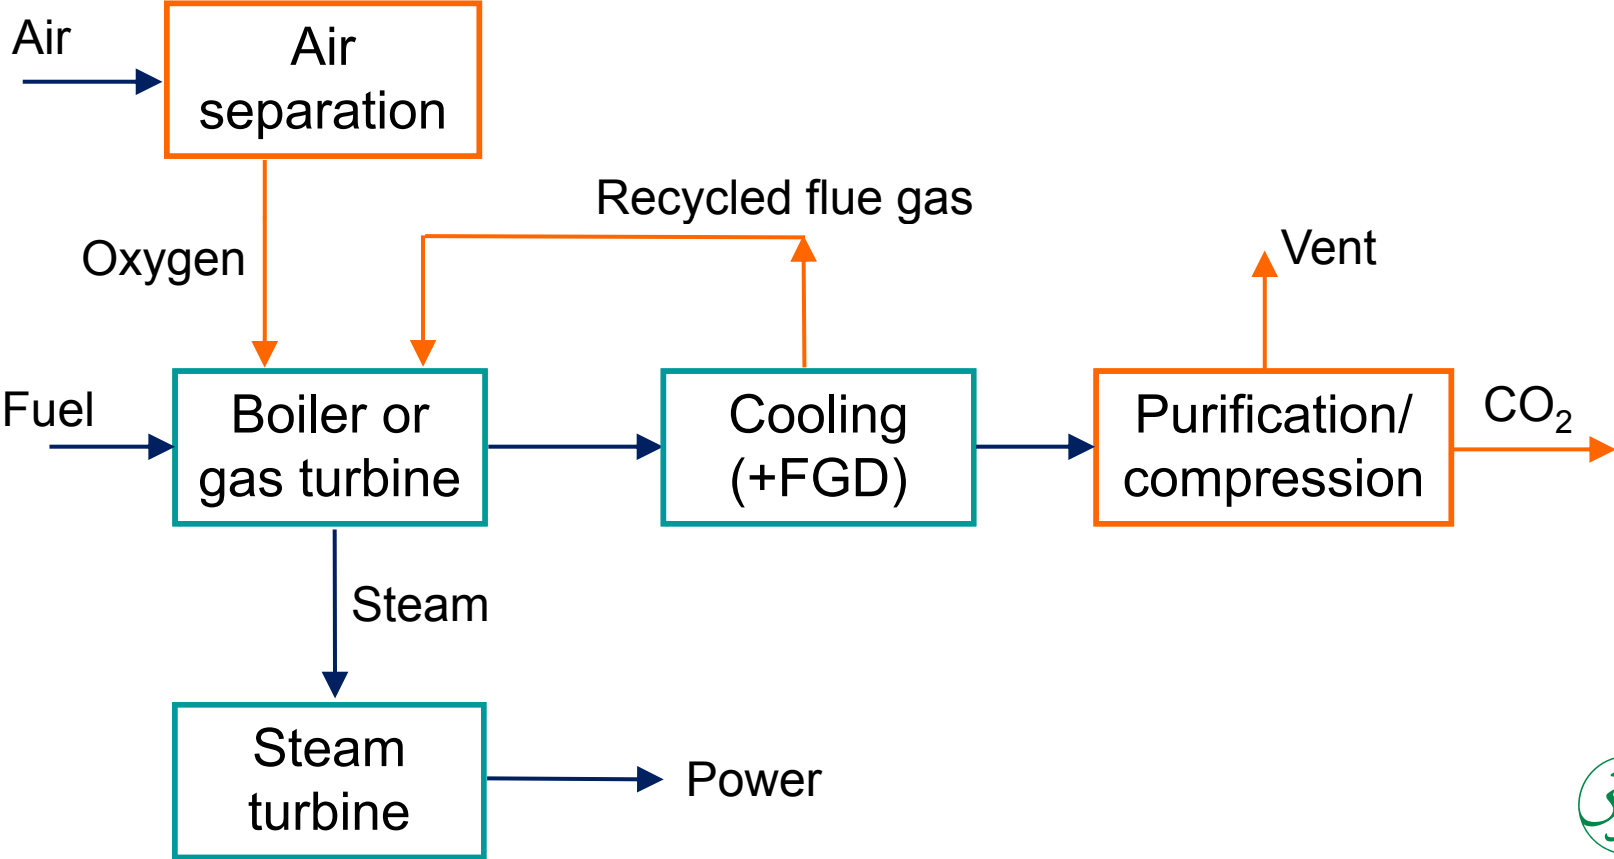 Air
Air
separation
Recycled flue gas
Oxygen
Vent
Fuel
Boiler or
gas turbine
Cooling
(+FGD)
Purification/
compression
CO₂
Steam
Steam
turbine
Power